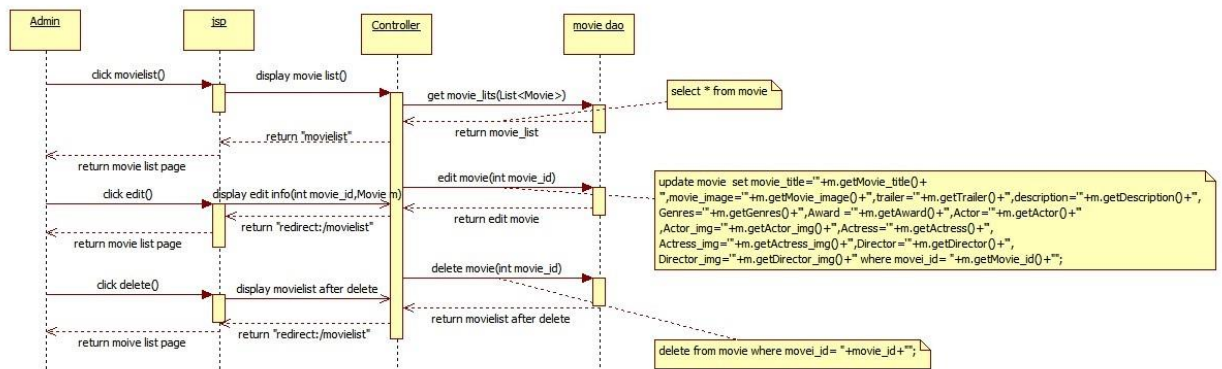 Admin
jsp
Controller
movie dao
click movielist()
display movie list()
get movie_lits(List<Movie>)
select * from movie
return movie_list
return "movielist"
return movie list page
click edit()
display edit info(int movie_id,Movie m)
edit movie(int movie_id)
update movie set movie_title='"+m.getMovie_title()+
"',movie_image='"+m.getMovie_image()+"',trailer='"+m.getTrailer()+"',description='"+m.getDescription()+"',
Genres='"+m.getGenres()+"',Award ='"+m.getAward()+"',Actor='"+m.getActor()+"'
,Actor_img='"+m.getActor_img()+"',Actress='"+m.getActress()+"',
Actress_img='"+m.getActress_img()+"',Director='"+m.getDirector()+"',
Director_img='"+m.getDirector_img()+"' where movei_id= "+m.getMovie_id()+"";
return edit movie
return "redirect:/movielist"
return movie list page
click delete()
display movielist after delete
delete movie(int movie_id)
return movielist after delete
return "redirect:/movielist"
return moive list page
delete from movie where movei_id= "+movie_id+"";